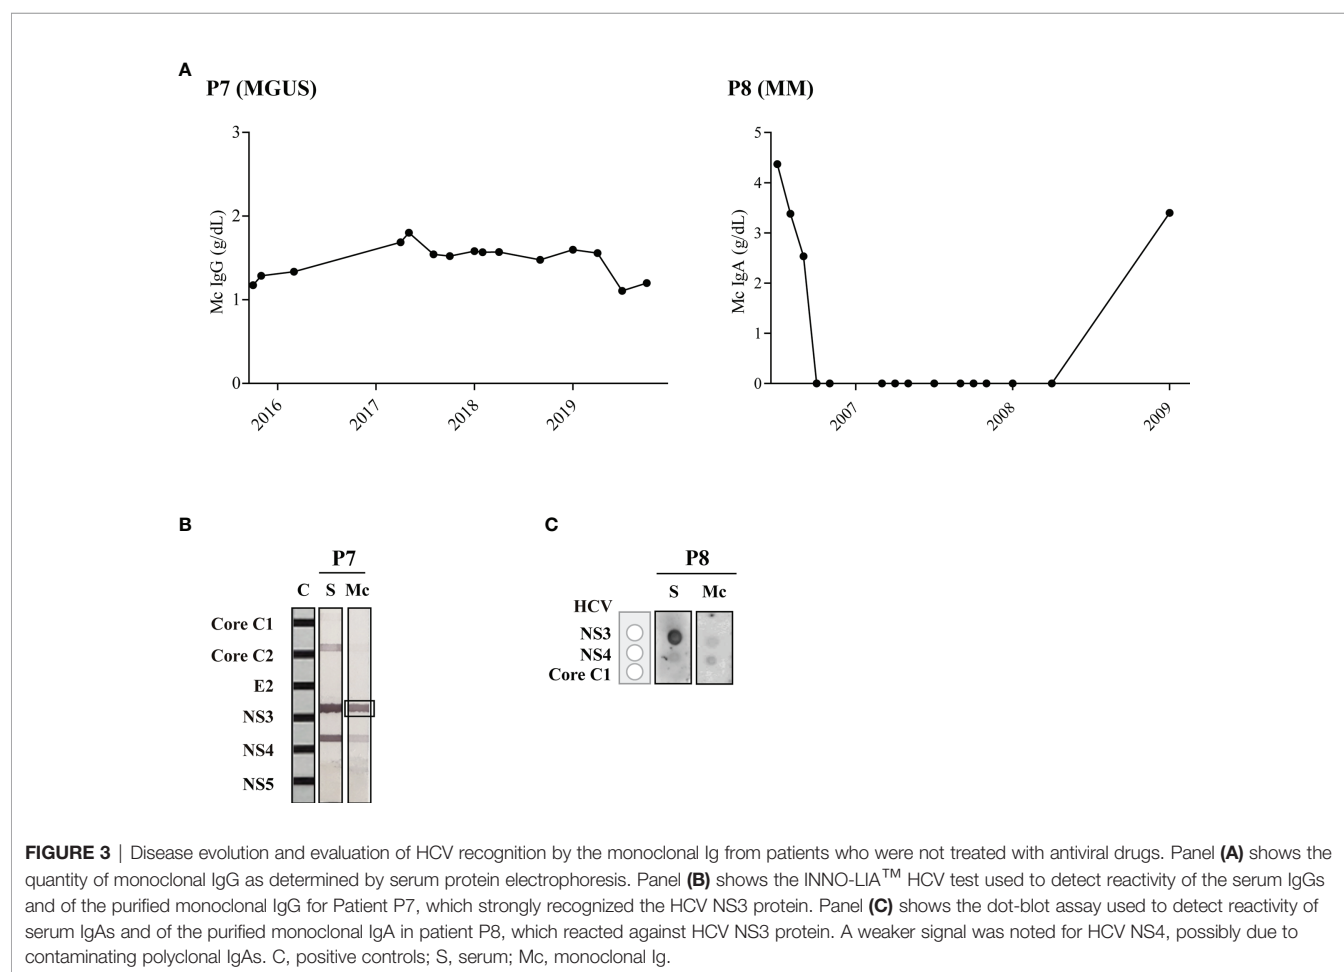 A
P7 (MGUS)
P8 (MM)
3
2
1
0
Mc IgG (g/dL)
2016
2017
2018
2019
5
4
3
2
1
0
Mc IgA (g/dL)
2007
2008
2009
B
P7
C S Mc
Core C1
Core C2
E2
NS3
NS4
NS5
C
P8
S Mc
HCV
NS3
NS4
Core C1
FIGURE 3 | Disease evolution and evaluation of HCV recognition by the monoclonal Ig from patients who were not treated with antiviral drugs. Panel (A) shows the
quantity of monoclonal IgG as determined by serum protein electrophoresis. Panel (B) shows the INNO-LIA™ HCV test used to detect reactivity of the serum IgGs
and of the purified monoclonal IgG for Patient P7, which strongly recognized the HCV NS3 protein. Panel (C) shows the dot-blot assay used to detect reactivity of
serum IgAs and of the purified monoclonal IgA in patient P8, which reacted against HCV NS3 protein. A weaker signal was noted for HCV NS4, possibly due to
contaminating polyclonal IgAs. C, positive controls; S, serum; Mc, monoclonal Ig.